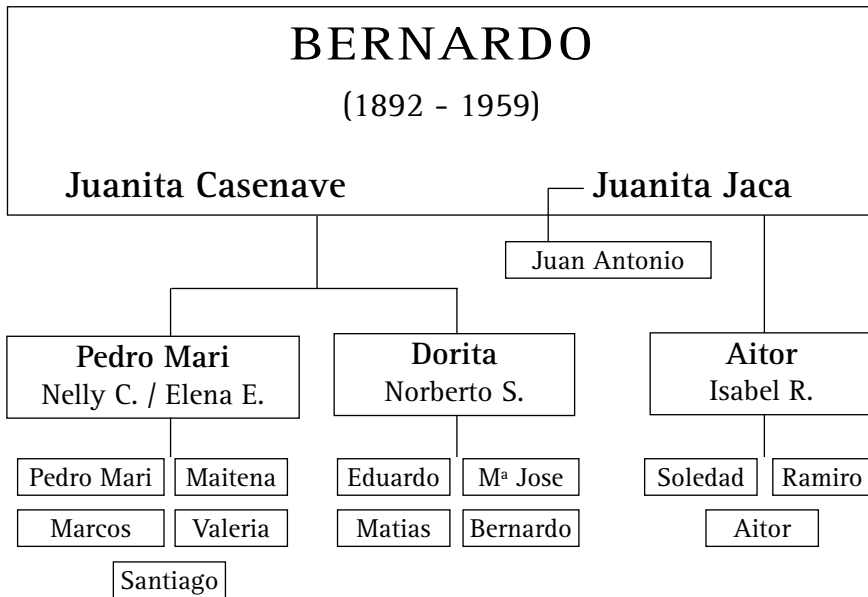 BERNARDO
(1892 - 1959)
Juanita Casenave
Juanita Jaca
Juan Antonio
Pedro Mari
Nelly C. / Elena E.
Dorita
Norberto S.
Aitor
Isabel R.
Pedro Mari
Maitena
Marcos
Valeria
Santiago
Eduardo
Mª Jose
Matias
Bernardo
Soledad
Ramiro
Aitor